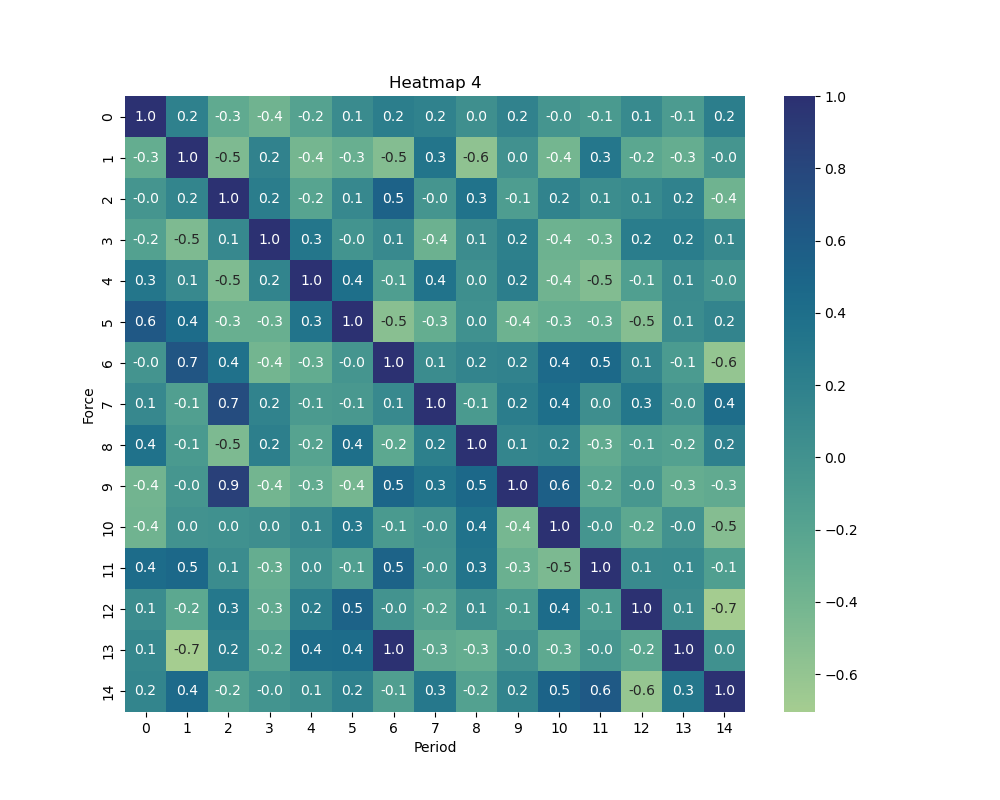 Heatmap 4
Force
0 1.0 0.2 -0.3 -0.4 -0.2 0.1 0.2 0.2 0.0 0.2 -0.0 -0.1 0.1 -0.1 0.2
1 -0.3 1.0 -0.5 0.2 -0.4 -0.3 -0.5 0.3 -0.6 0.0 -0.4 0.3 -0.2 -0.3 -0.0
2 -0.0 0.2 1.0 0.2 -0.2 0.1 0.5 -0.0 0.3 -0.1 0.2 0.1 0.1 0.2 -0.4
3 -0.2 -0.5 0.1 1.0 0.3 -0.0 0.1 -0.4 0.1 0.2 -0.4 -0.3 0.2 0.2 0.1
4 0.3 0.1 -0.5 0.2 1.0 0.4 -0.1 0.4 0.0 0.2 -0.4 -0.5 -0.1 0.1 -0.0
5 0.6 0.4 -0.3 -0.3 0.3 1.0 -0.5 -0.3 0.0 -0.4 -0.3 -0.3 -0.5 0.1 0.2
6 -0.0 0.7 0.4 -0.4 -0.3 -0.0 1.0 0.1 0.2 0.2 0.4 0.5 0.1 -0.1 -0.6
7 0.1 -0.1 0.7 0.2 -0.1 -0.1 0.1 1.0 -0.1 0.2 0.4 0.0 0.3 -0.0 0.4
8 0.4 -0.1 -0.5 0.2 -0.2 0.4 -0.2 0.2 1.0 0.1 0.2 -0.3 -0.1 -0.2 0.2
9 -0.4 -0.0 0.9 -0.4 -0.3 -0.4 0.5 0.3 0.5 1.0 0.6 -0.2 -0.0 -0.3 -0.3
10 -0.4 0.0 0.0 0.0 0.1 0.3 -0.1 -0.0 0.4 -0.4 1.0 -0.0 -0.2 -0.0 -0.5
11 0.4 0.5 0.1 -0.3 0.0 -0.1 0.5 -0.0 0.3 -0.3 -0.5 1.0 0.1 0.1 -0.1
12 0.1 -0.2 0.3 -0.3 0.2 0.5 -0.0 -0.2 0.1 -0.1 0.4 -0.1 1.0 0.1 -0.7
13 0.1 -0.7 0.2 -0.2 0.4 0.4 1.0 -0.3 -0.3 -0.0 -0.3 -0.0 -0.2 1.0 0.0
14 0.2 0.4 -0.2 -0.0 0.1 0.2 -0.1 0.3 -0.2 0.2 0.5 0.6 -0.6 0.3 1.0
0 1 2 3 4 5 6 7 8 9 10 11 12 13 14
Period
1.0
0.8
0.6
0.4
0.2
0.0
−0.2
−0.4
−0.6